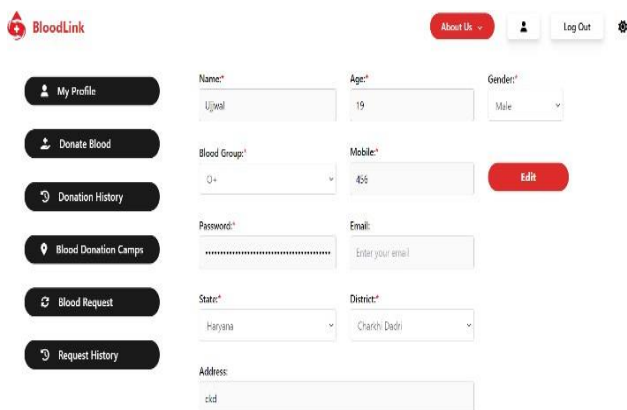 BloodLink
About Us
Log Out
My Profile
Donate Blood
Donation History
Blood Donation Camps
Blood Request
Request History
Name:*
Age:*
Gender:*
Ujjwal
19
Male
Blood Group:*
Mobile:*
O+
456
Edit
Password:*
Email:
Enter your email
State:*
District:*
Haryana
Charkhi Dadri
Address:
ckd